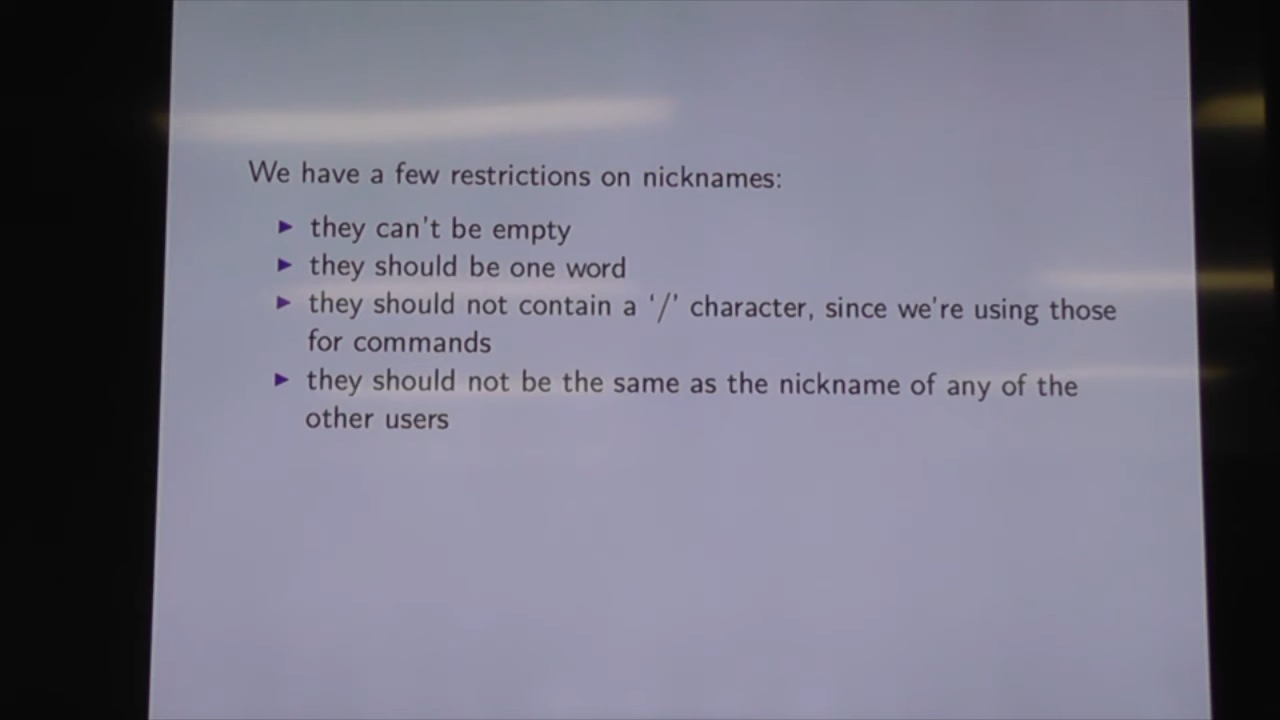 We have a few restrictions on nicknames:
▶ they can't be empty
▶ they should be one word
▶ they should not contain a ‘/’ character, since we're using those
for commands
▶ they should not be the same as the nickname of any of the
other users